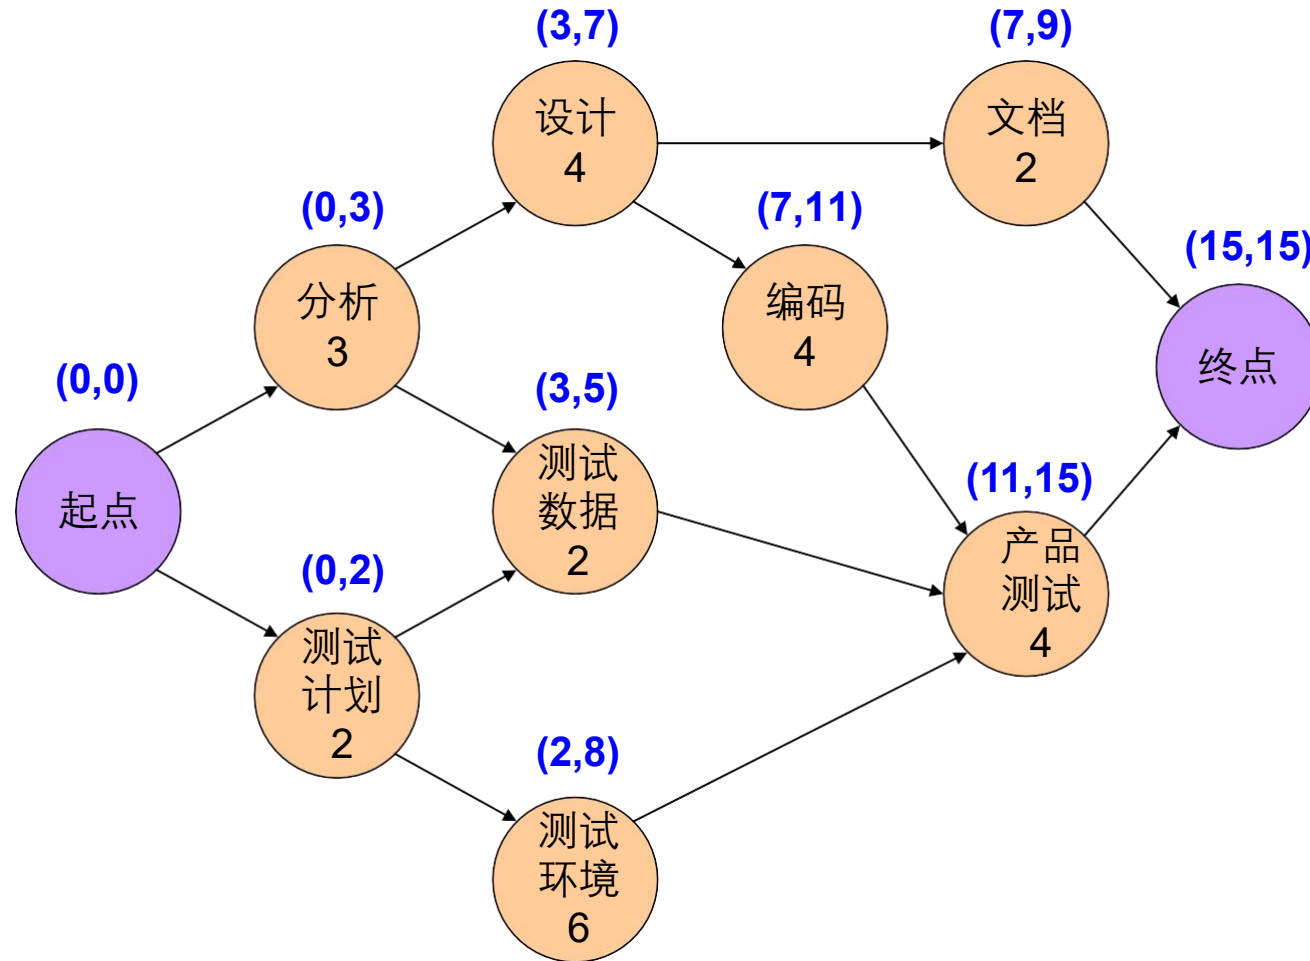 (3,7)
设计
4
(7,9)
文档
2
(0,3)
分析
3
(7,11)
编码
4
(15,15)
终点
(0,0)
起点
(3,5)
测试
数据
2
(11,15)
产品
测试
4
(0,2)
测试
计划
2
(2,8)
测试
环境
6